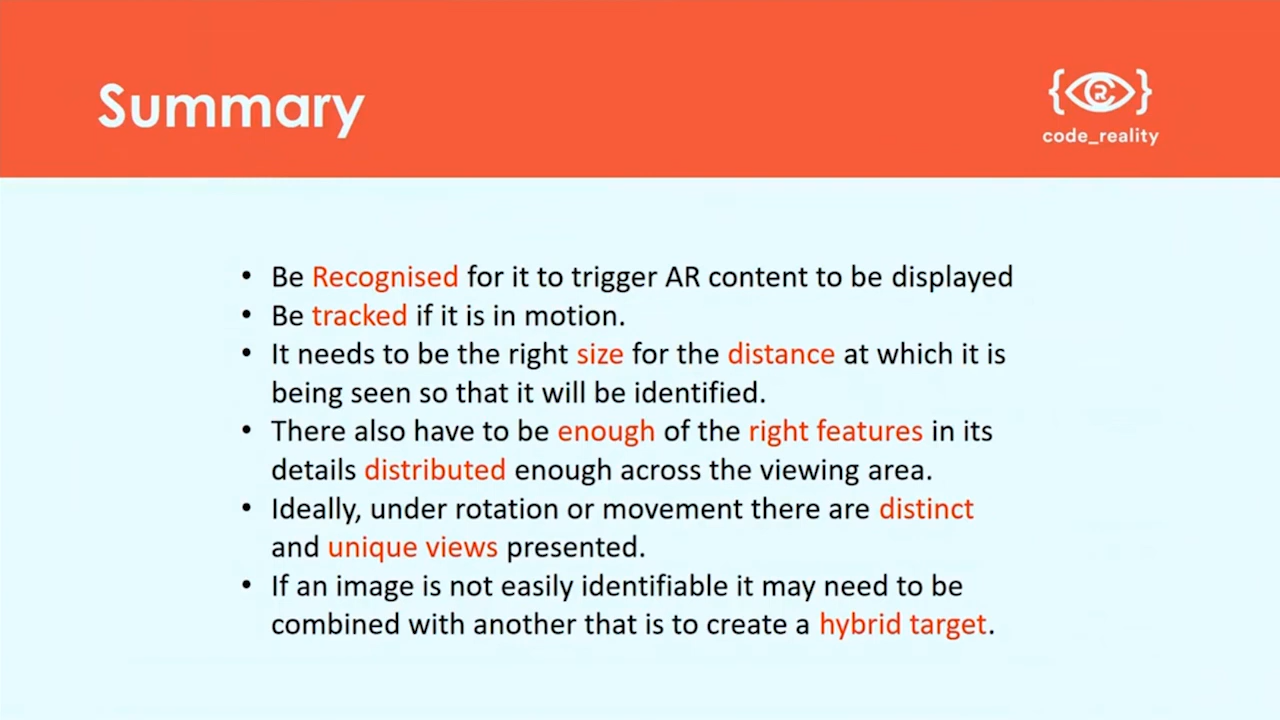 Summary
code_reality
• Be Recognised for it to trigger AR content to be displayed
• Be tracked if it is in motion.
• It needs to be the right size for the distance at which it is
being seen so that it will be identified.
• There also have to be enough of the right features in its
details distributed enough across the viewing area.
• Ideally, under rotation or movement there are distinct
and unique views presented.
• If an image is not easily identifiable it may need to be
combined with another that is to create a hybrid target.